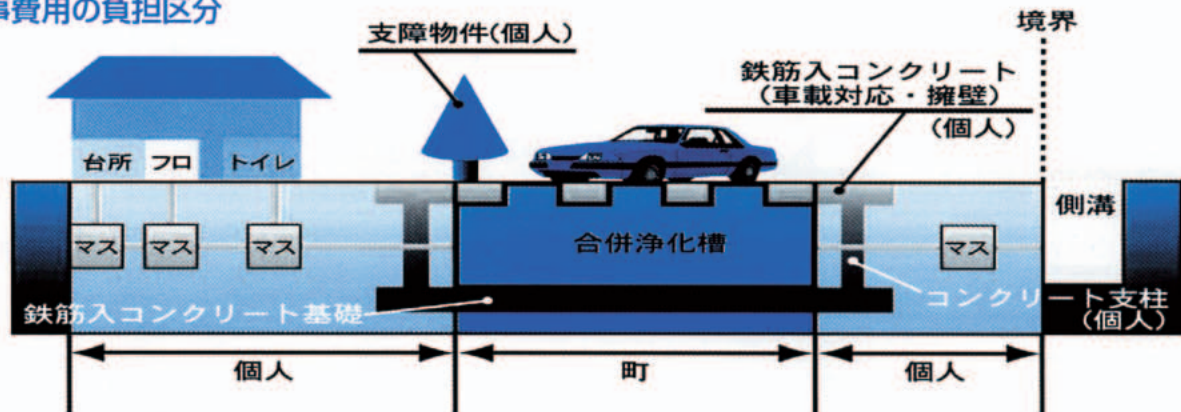 費用の負担区分
境界
支障物件(個人)
鉄筋入コンクリート
(車載対応・擁壁)
(個人)
台所
フロ
トイレ
側溝
マス
マス
マス
合併浄化槽
マス
鉄筋入コンクリート基礎
コンクリート支柱
(個人)
個人
町
個人